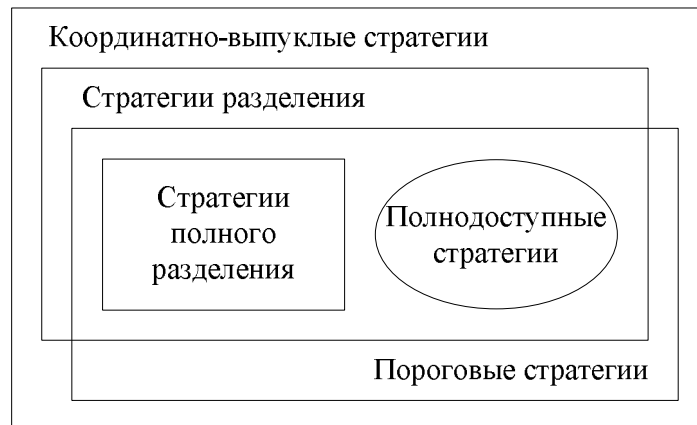 Координатно-выпуклые стратегии
Стратегии разделения
Стратегии
полного
разделения
Полнодоступные
стратегии
Пороговые стратегии